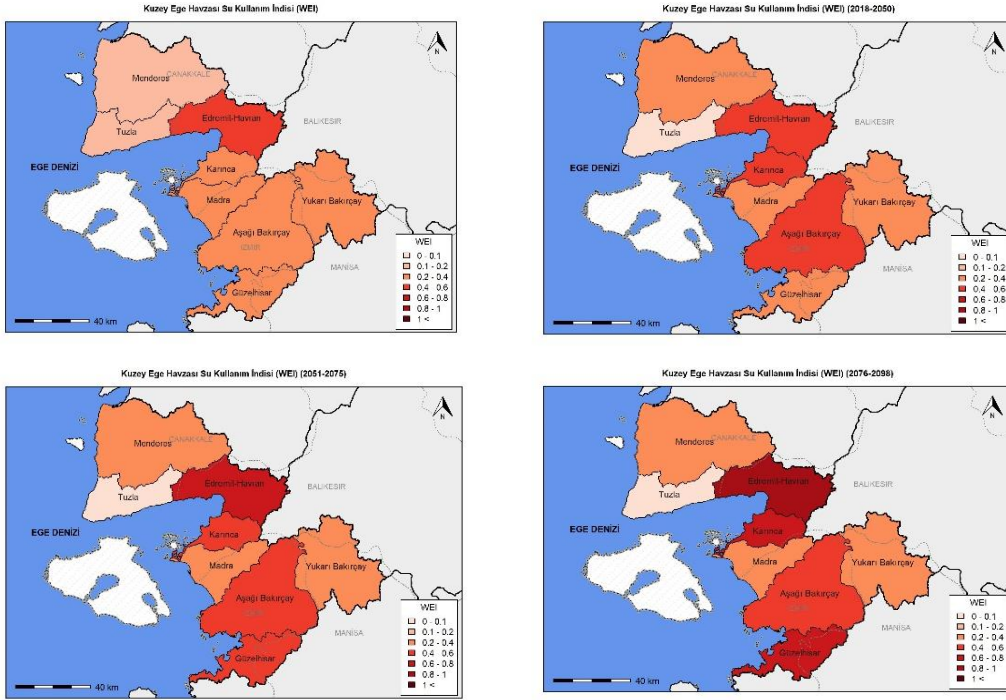 Kuzey Ege Havzası Su Kullanım İndisi (WEI)
N
ÇANAKKALE
Menderes
Edremit-Havran
BALIKESİR
Tuzla
EGE DENİZİ
Karınca
Madra
Yukarı Bakırçay
Aşağı Bakırçay
İZMİR
MANİSA
Güzelhisar
WEI
0 - 0.1
0.1 - 0.2
0.2 - 0.4
0.4 - 0.6
0.6 - 0.8
0.8 - 1
1 <
40 km
Kuzey Ege Havzası Su Kullanım İndisi (WEI) (2018-2050)
N
ÇANAKKALE
Menderes
Edremit-Havran
BALIKESİR
Tuzla
EGE DENİZİ
Karınca
Madra
Yukarı Bakırçay
Aşağı Bakırçay
İZMİR
MANİSA
Güzelhisar
WEI
0 - 0.1
0.1 - 0.2
0.2 - 0.4
0.4 - 0.6
0.6 - 0.8
0.8 - 1
1 <
40 km
Kuzey Ege Havzası Su Kullanım İndisi (WEI) (2051-2075)
N
ÇANAKKALE
Menderes
Edremit-Havran
BALIKESİR
Tuzla
EGE DENİZİ
Karınca
Madra
Yukarı Bakırçay
Aşağı Bakırçay
İZMİR
MANİSA
Güzelhisar
WEI
0 - 0.1
0.1 - 0.2
0.2 - 0.4
0.4 - 0.6
0.6 - 0.8
0.8 - 1
1 <
40 km
Kuzey Ege Havzası Su Kullanım İndisi (WEI) (2076-2098)
N
ÇANAKKALE
Menderes
Edremit-Havran
BALIKESİR
Tuzla
EGE DENİZİ
Karınca
Madra
Yukarı Bakırçay
Aşağı Bakırçay
İZMİR
MANİSA
Güzelhisar
WEI
0 - 0.1
0.1 - 0.2
0.2 - 0.4
0.4 - 0.6
0.6 - 0.8
0.8 - 1
1 <
40 km